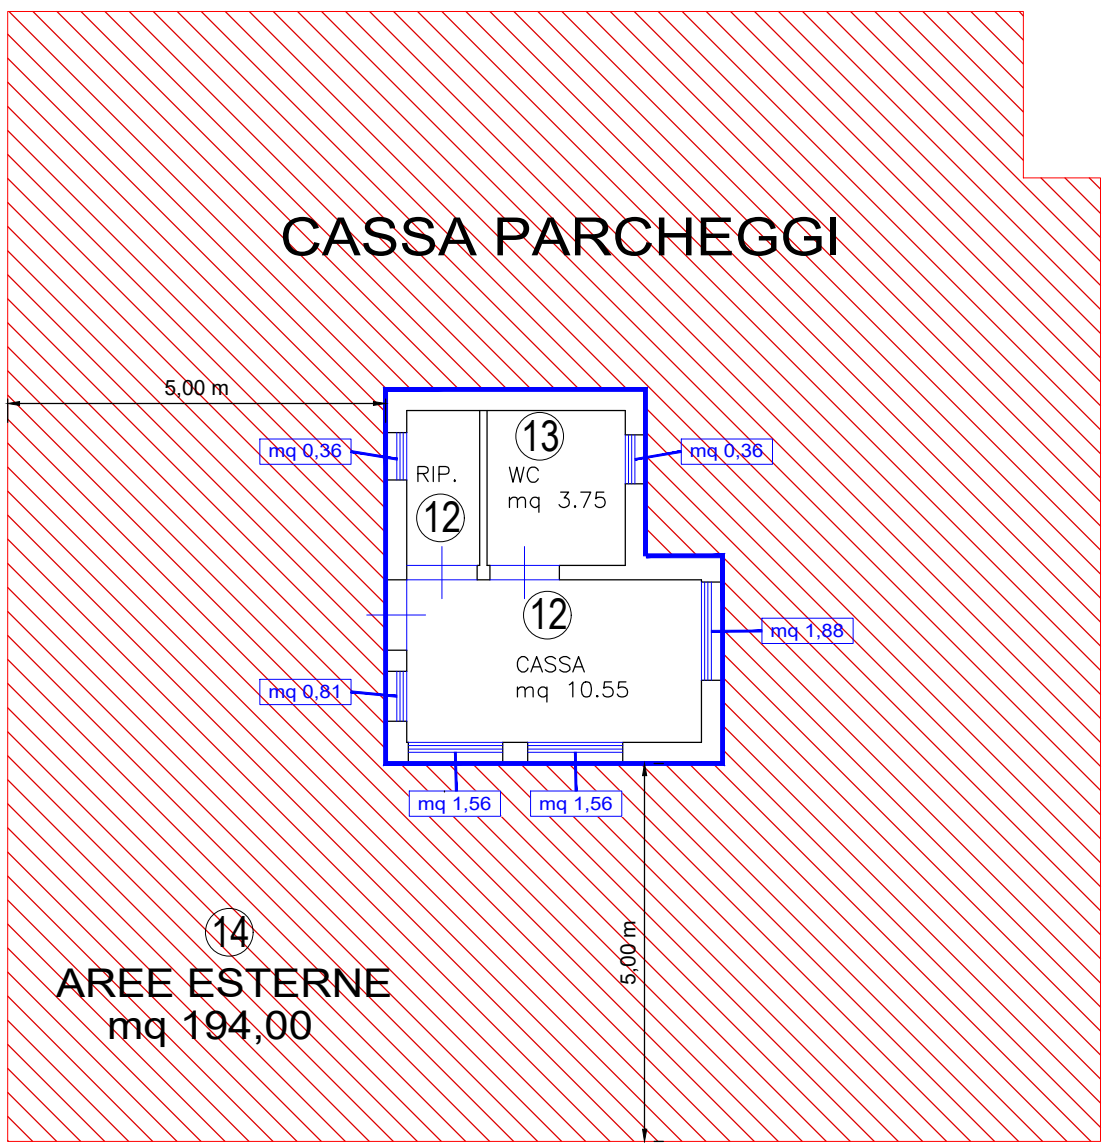 CASSA PARCHEGGI
5,00 m
mq 0,36
13
mq 0,36
RIP.
WC
mq 3.75
12
12
mq 1,88
CASSA
mq 10.55
mq 0,81
mq 1,56
mq 1,56
14
AREE ESTERNE
mq 194,00
5,00 m